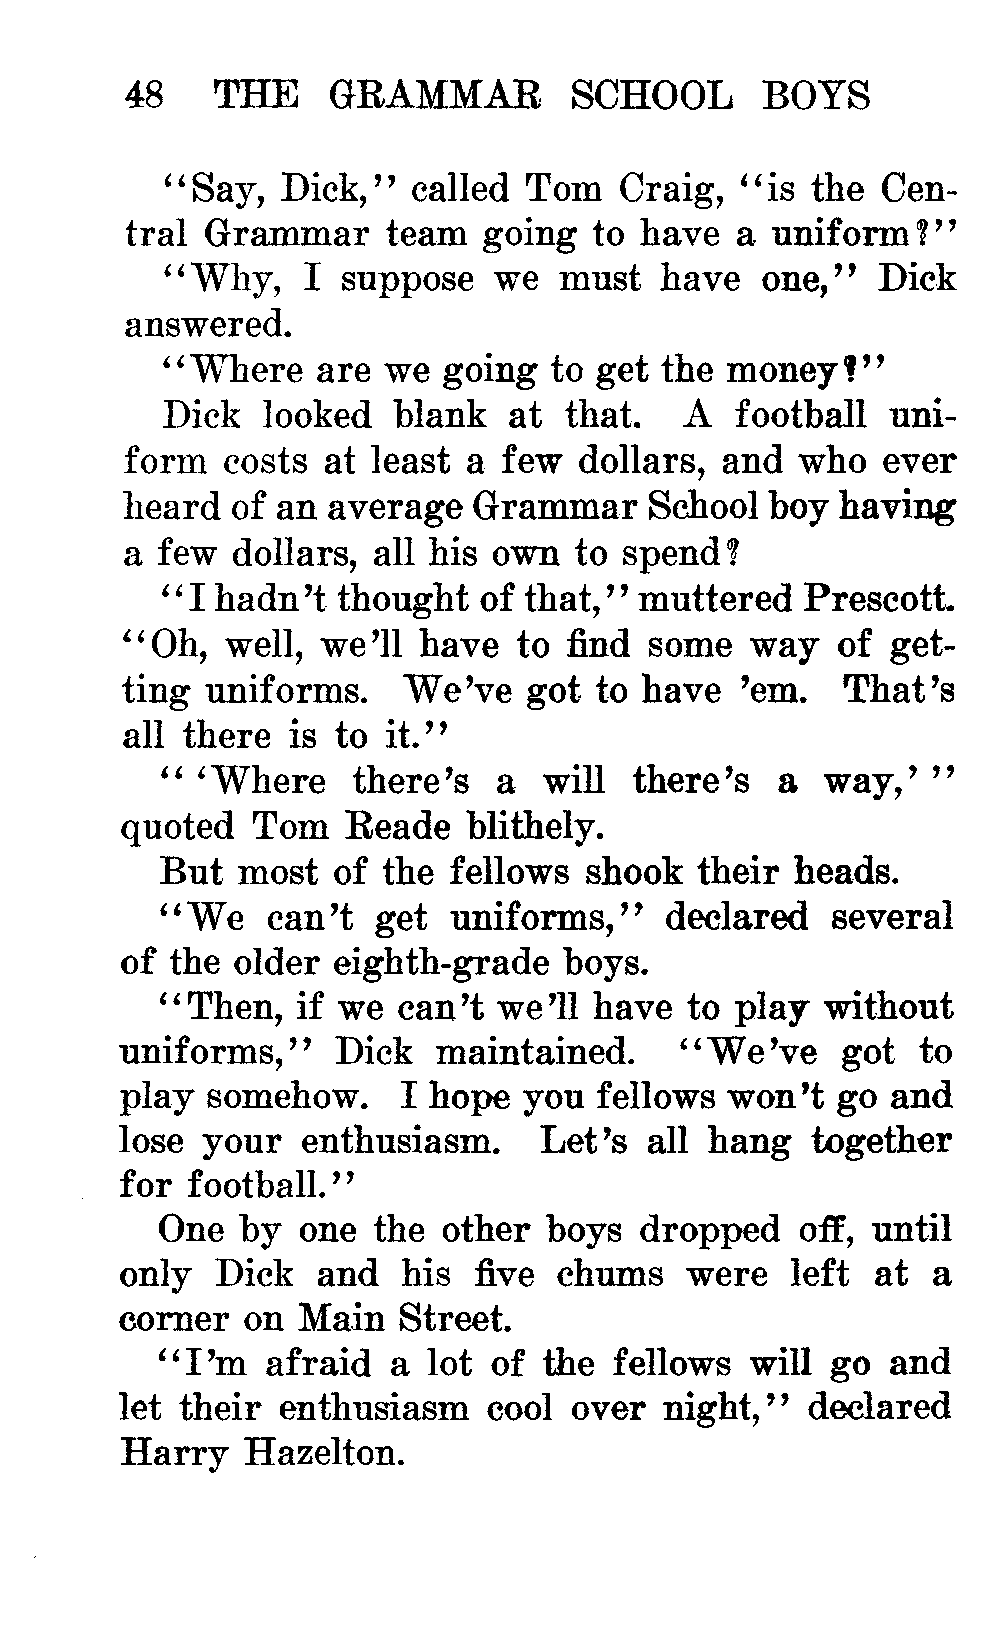 48 THE GRAMMAR SCHOOL BOYS
"Say, Dick," called Tom Craig, "is the Cen-
tral Grammar team going to have a uniform?"
"Why, I suppose we must have one," Dick
answered.
"Where are we going to get the money?"
Dick looked blank at that. A football uni-
form costs at least a few dollars, and who ever
heard of an average Grammar School boy having
a few dollars, all his own to spend?
"I hadn't thought of that," muttered Prescott.
"Oh, well, we'll have to find some way of get-
ting uniforms. We've got to have 'em. That's
all there is to it."
" 'Where there's a will there's a way,' "
quoted Tom Reade blithely.
But most of the fellows shook their heads.
"We can't get uniforms," declared several
of the older eighth-grade boys.
"Then, if we can't we'll have to play without
uniforms," Dick maintained. "We've got to
play somehow. I hope you fellows won't go and
lose your enthusiasm. Let's all hang together
for football."
One by one the other boys dropped off, until
only Dick and his five chums were left at a
corner on Main Street.
"I'm afraid a lot of the fellows will go and
let their enthusiasm cool over night," declared
Harry Hazelton.